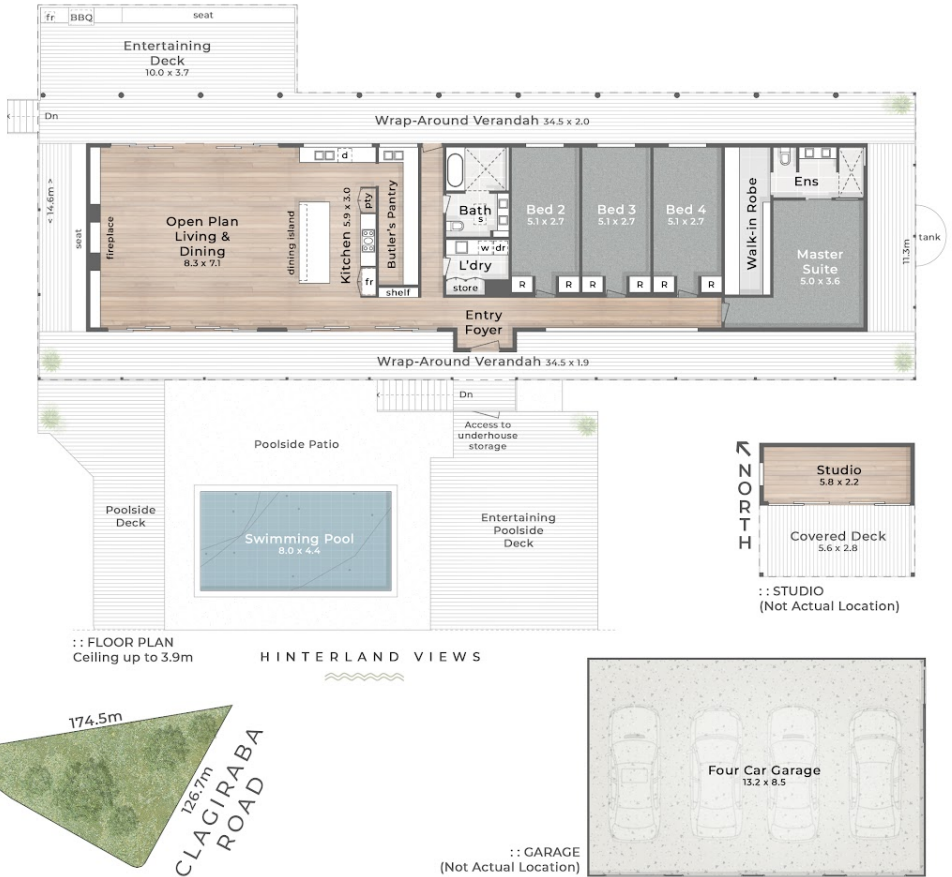 fr BBQ seat
Entertaining
Deck
10.0 x 3.7
Dn
Wrap-Around Verandah 34.5 x 2.0
< 14.6m >
seat
fireplace
Open Plan
Living &
Dining
8.3 x 7.1
dining island
d
Kitchen 5.9 x 3.0
pty
fr
Butler's Pantry
shelf
Bath
s
w dr
L'dry
store
Bed 2
5.1 x 2.7
Bed 3
5.1 x 2.7
Bed 4
5.1 x 2.7
R R R R R R
Walk-in Robe
Ens
Master
Suite
5.0 x 3.6
11.3m
tank
Entry
Foyer
Wrap-Around Verandah 34.5 x 1.9
Dn
Access to
underhouse
storage
Poolside Patio
Poolside
Deck
Swimming Pool
8.0 x 4.4
Entertaining
Poolside
Deck
NORTH
Studio
5.8 x 2.2
Covered Deck
5.6 x 2.8
: : STUDIO
(Not Actual Location)
: : FLOOR PLAN
Ceiling up to 3.9m
HINTERLAND VIEWS
174.5m
126.7m
CLAGIRABA
ROAD
Four Car Garage
13.2 x 8.5
: : GARAGE
(Not Actual Location)